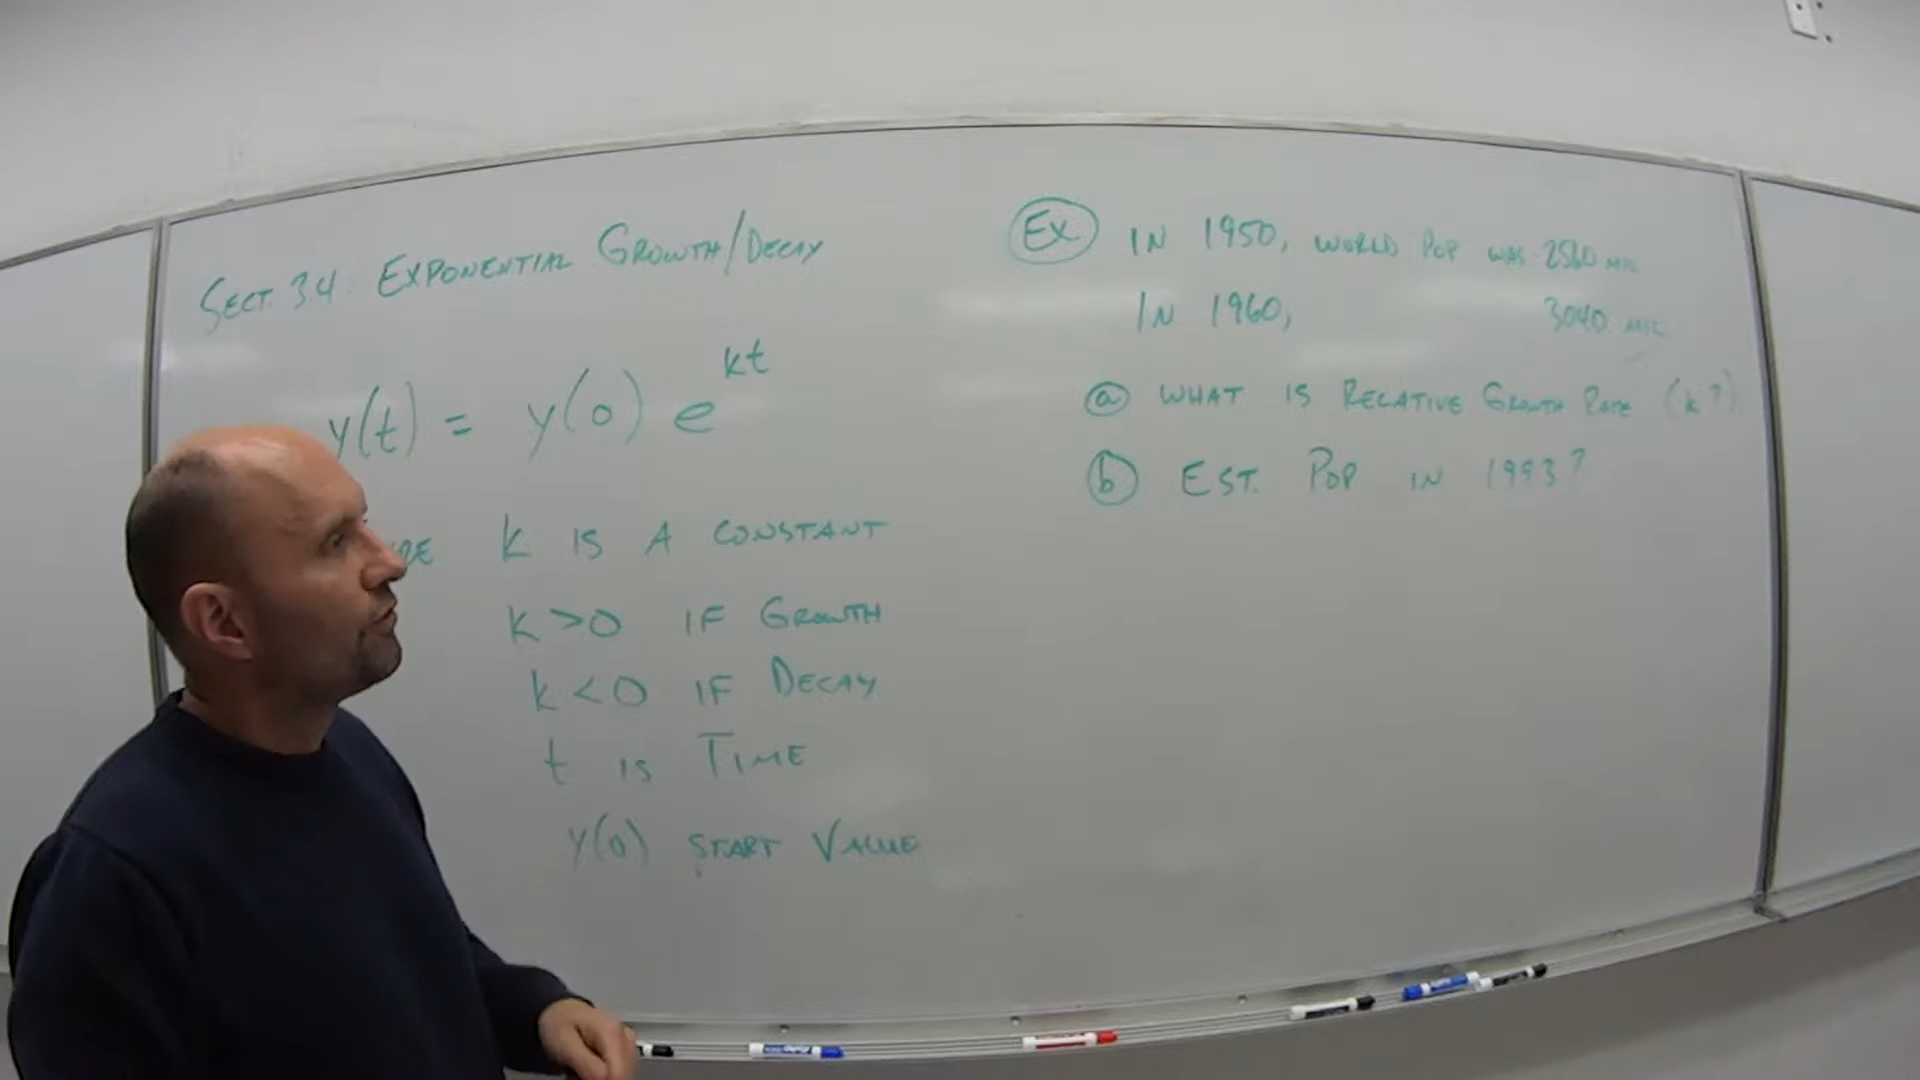 SECT. 3.4: EXPONENTIAL GROWTH/DECAY
y(t) = y(0) e^kt
K IS A CONSTANT
K >0 IF GROWTH
K <0 IF DECAY
t IS TIME
y(0) START VALUE
Ex IN 1950, WORLD POP WAS 2560 MIL
IN 1960, 3040 MIL
a WHAT IS RELATIVE GROWTH RATE (K?)
b EST. POP IN 1993?